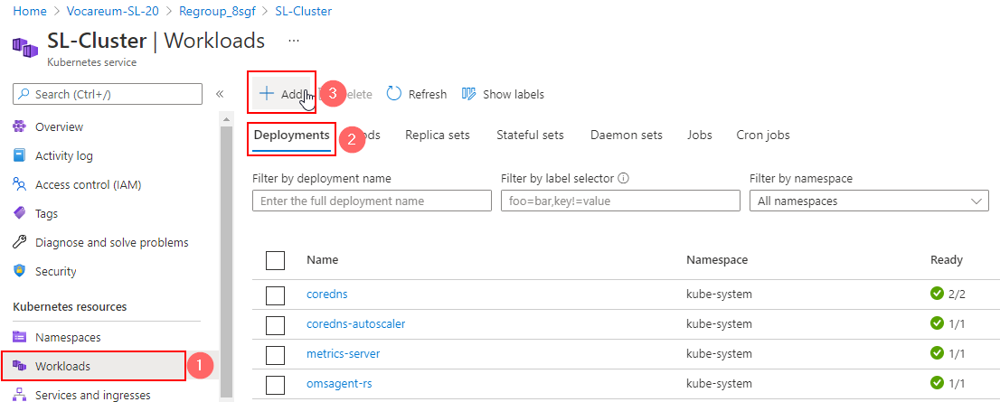 Home > Vocareum-SL-20 > Regroup_8sgf > SL-Cluster
SL-Cluster | Workloads ...
Kubernetes service
Search (Ctrl+/) «
Overview
Activity log
Access control (IAM)
Tags
Diagnose and solve problems
Security
Kubernetes resources
Namespaces
Workloads 1
Services and ingresses
+ Add 3 elete Refresh Show labels
Deployments 2 ods Replica sets Stateful sets Daemon sets Jobs Cron jobs
Filter by deployment name Filter by label selector Filter by namespace
Enter the full deployment name foo=bar,key!=value All namespaces
Name Namespace Ready
coredns kube-system 2/2
coredns-autoscaler kube-system 1/1
metrics-server kube-system 1/1
omsagent-rs kube-system 1/1